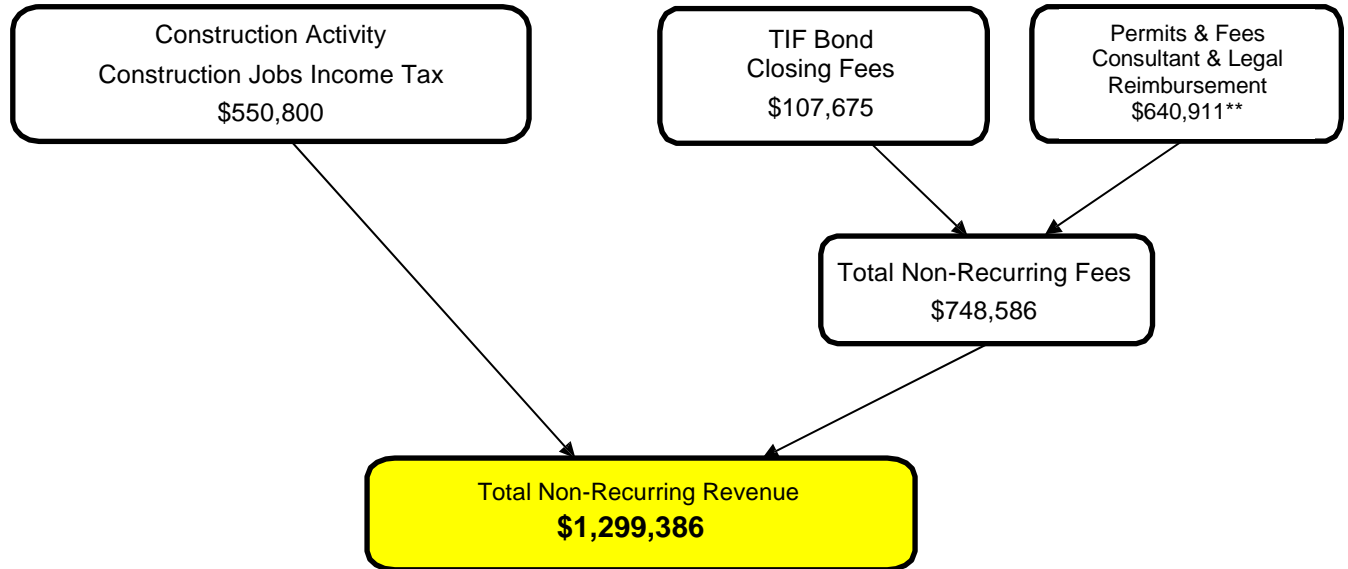 Construction Activity
Construction Jobs Income Tax
$550,800
TIF Bond
Closing Fees
$107,675
Permits & Fees
Consultant & Legal
Reimbursement
$640,911**
Total Non-Recurring Fees
$748,586
Total Non-Recurring Revenue
$1,299,386